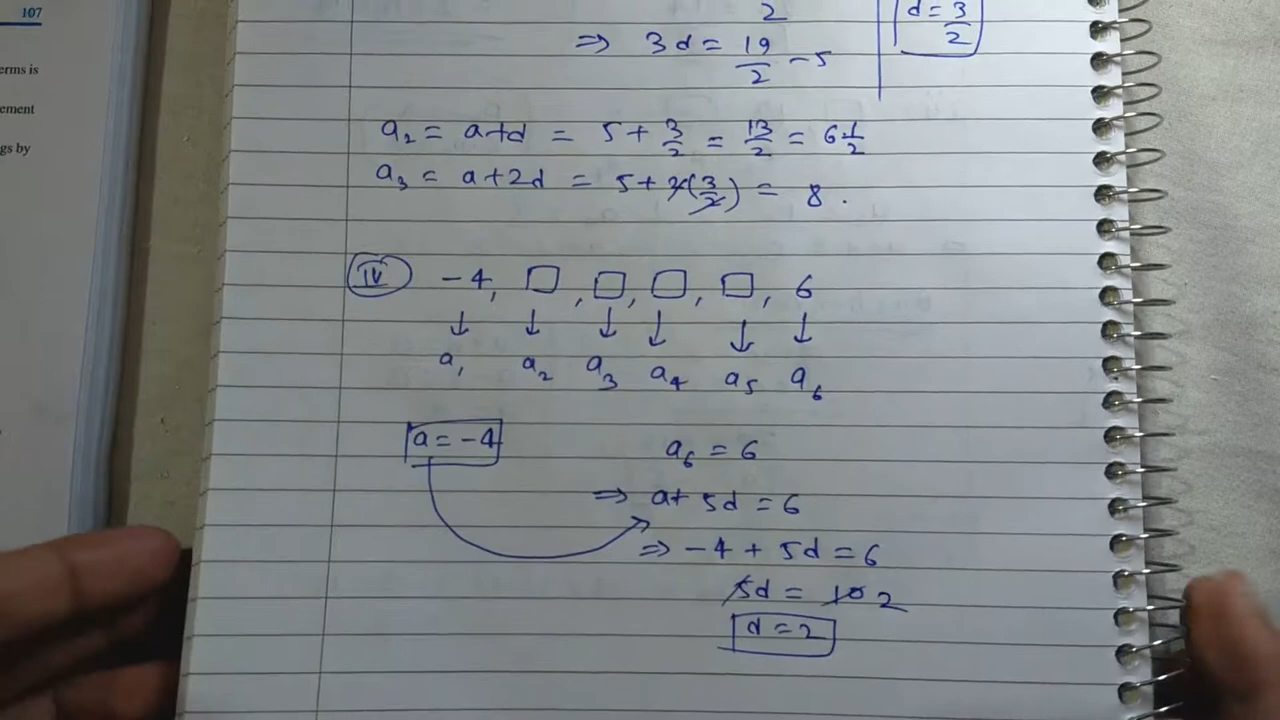 107
erms is
ement
gs by
2
d = 3/2
⇒ 3d = 19/2 - 5
a₂ = a+d = 5 + 3/2 = 13/2 = 6 1/2
a₃ = a+2d = 5 + 2(3/2) = 8 .
IV -4, □, □, □, □, 6
↓ ↓ ↓ ↓ ↓ ↓
a₁ a₂ a₃ a₄ a₅ a₆
a = -4
a₆ = 6
⇒ a + 5d = 6
⇒ -4 + 5d = 6
5d = 10 2
d = 2